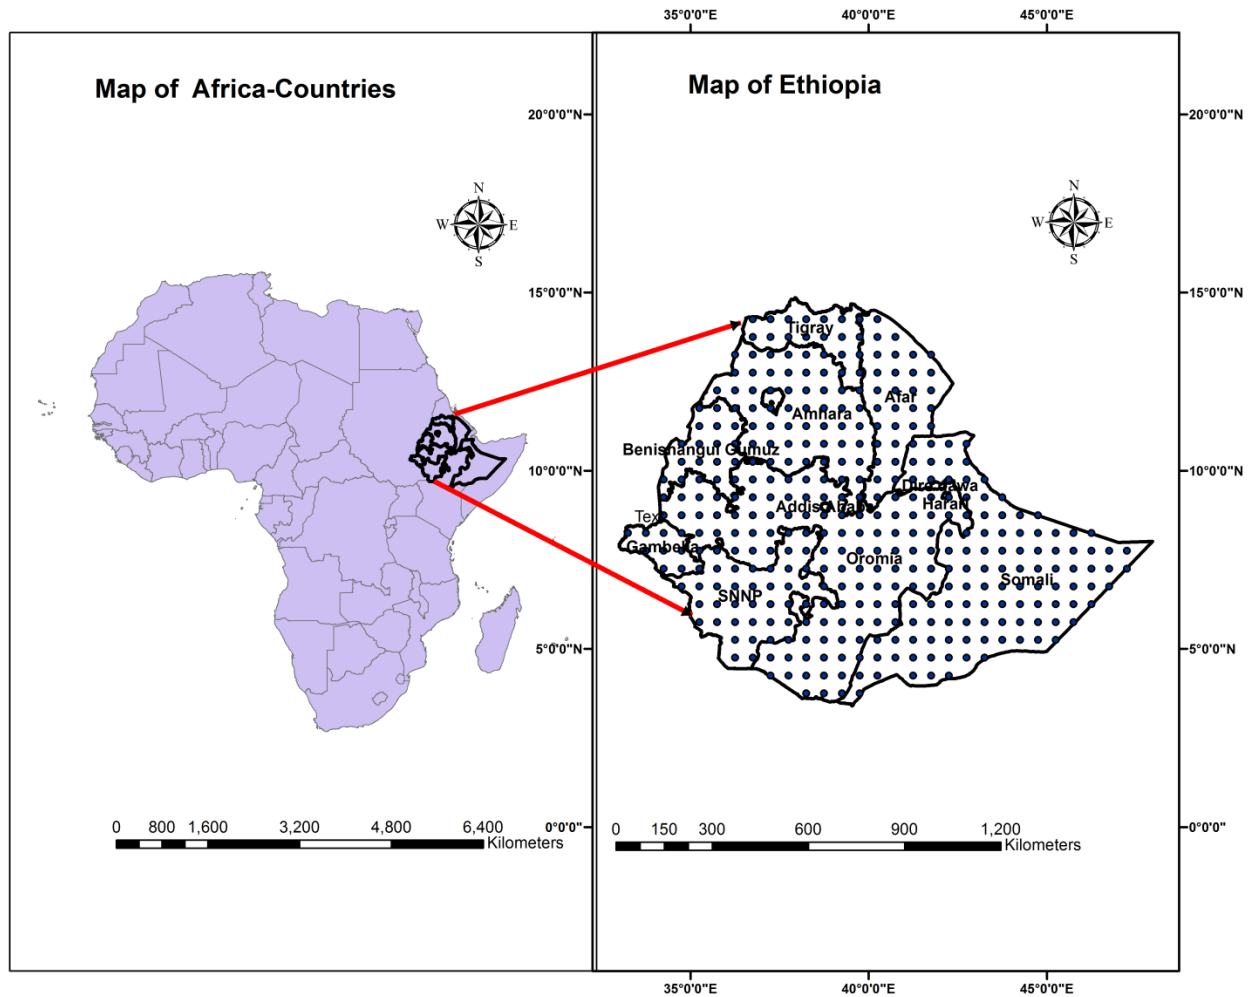 35°0'0"E 40°0'0"E 45°0'0"E
Map of Africa-Countries
Map of Ethiopia
20°0'0"N 20°0'0"N
N
W E
S
N
W E
S
15°0'0"N 15°0'0"N
Tigray
Afar
Amhara
Benishangul Gumuz
10°0'0"N 10°0'0"N
Dire dawa
Harari
Addis Ababa
Tex
Gambella
Oromia
Somali
SNNP
5°0'0"N 5°0'0"N
0 800 1,600 3,200 4,800 6,400
Kilometers
0°0'0" 0°0'0"
0 150 300 600 900 1,200
Kilometers
35°0'0"E 40°0'0"E 45°0'0"E